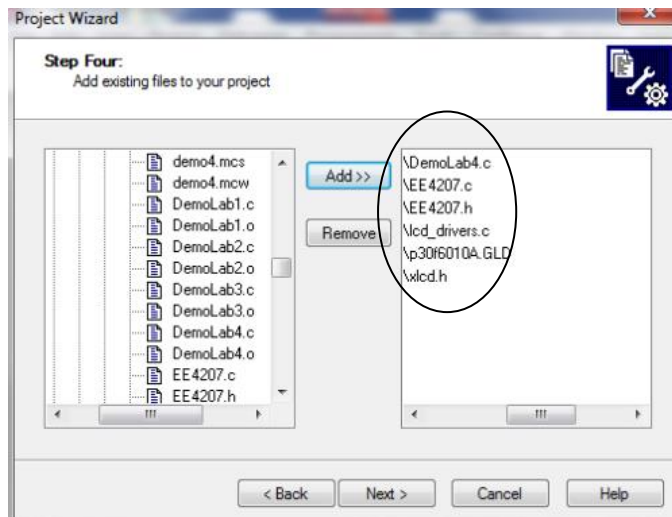 Project Wizard
Step Four:
Add existing files to your project
demo4.mcs
demo4.mcw
DemoLab1.c
DemoLab1.o
DemoLab2.c
DemoLab2.o
DemoLab3.c
DemoLab3.o
DemoLab4.c
DemoLab4.o
EE4207.c
EE4207.h
Add >>
Remove
\DemoLab4.c
\EE4207.c
\EE4207.h
\lcd_drivers.c
\p30f6010A.GLD
\xlcd.h
< Back
Next >
Cancel
Help